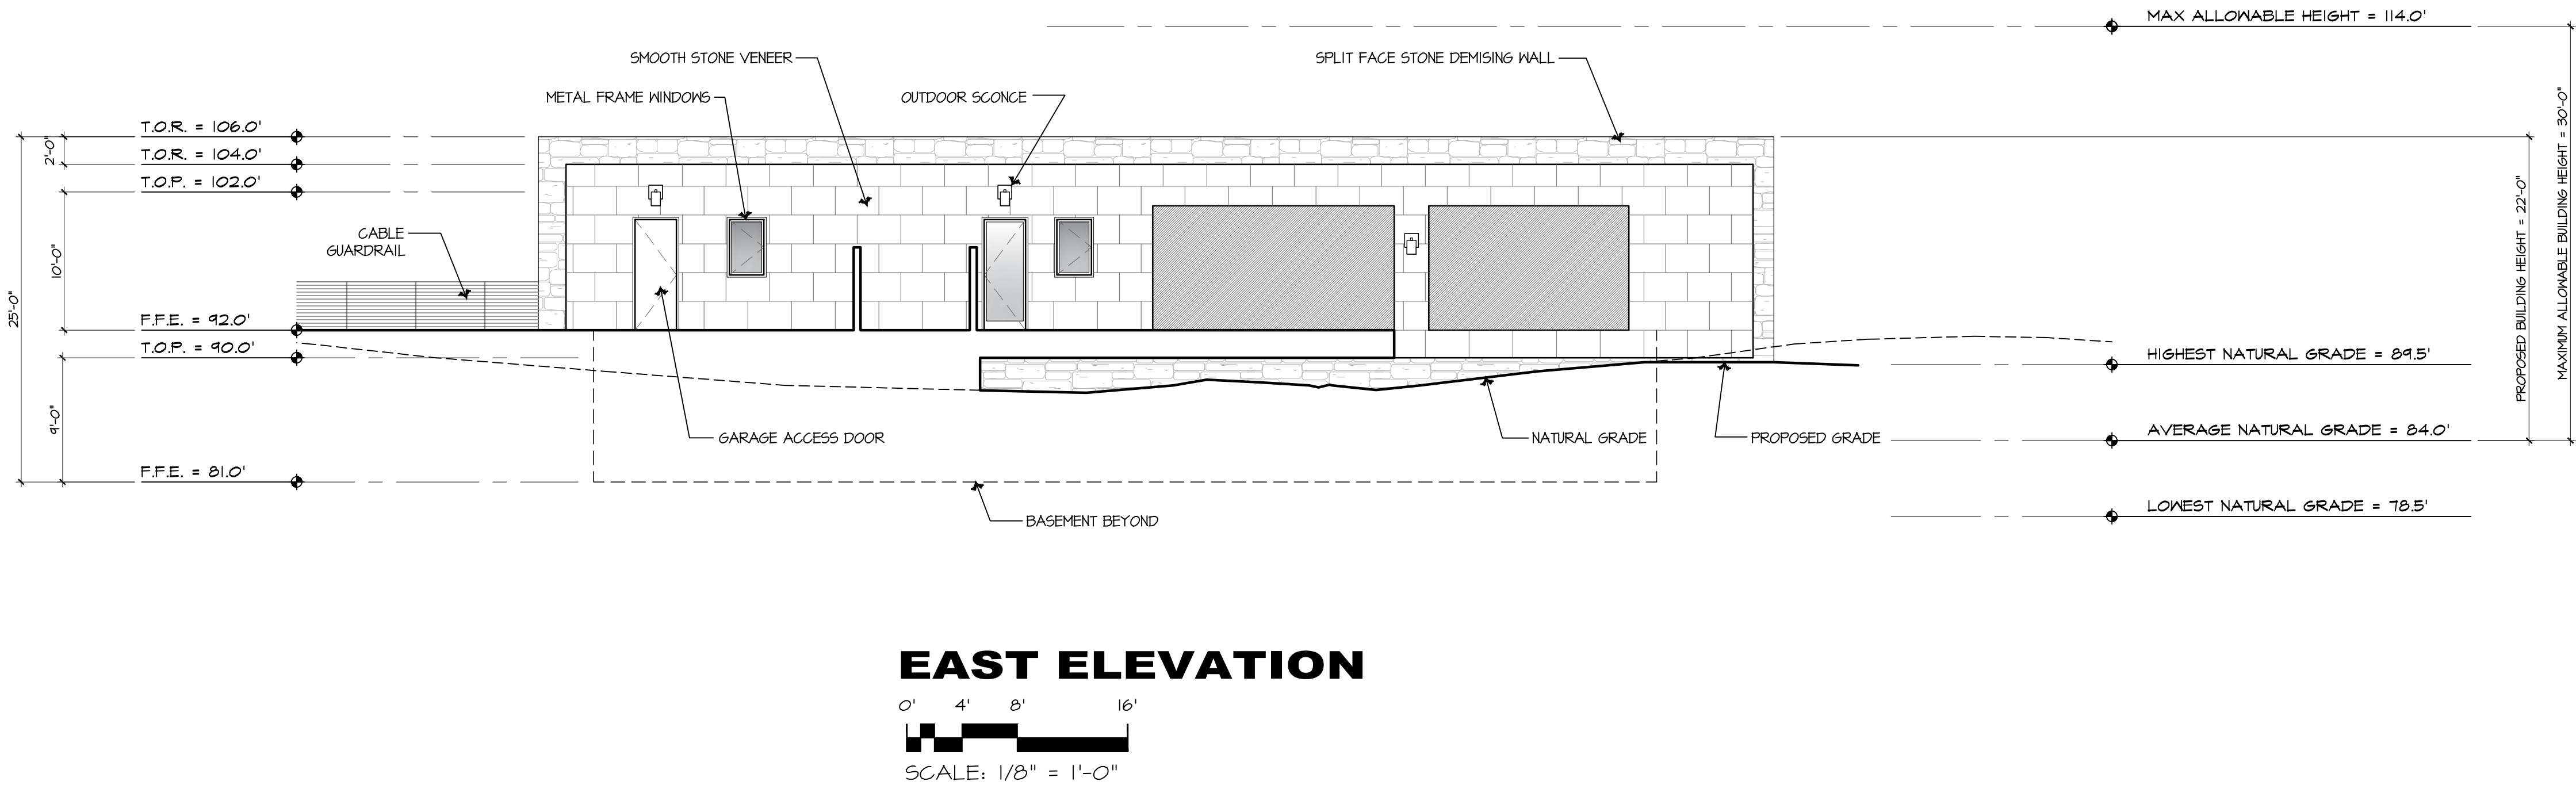 MAX ALLOWABLE HEIGHT = 114.0'
SMOOTH STONE VENEER
SPLIT FACE STONE DEMISING WALL
METAL FRAME WINDOWS
OUTDOOR SCONCE
T.O.R. = 106.0'
2'-0"
T.O.R. = 104.0'
T.O.P. = 102.0'
CABLE
GUARDRAIL
10'-0"
25'-0"
F.F.E. = 92.0'
T.O.P. = 90.0'
9'-0"
F.F.E. = 81.0'
PROPOSED BUILDING HEIGHT = 22'-0"
MAXIMUM ALLOWABLE BUILDING HEIGHT = 30'-0"
HIGHEST NATURAL GRADE = 89.5'
GARAGE ACCESS DOOR
NATURAL GRADE
PROPOSED GRADE
AVERAGE NATURAL GRADE = 84.0'
BASEMENT BEYOND
LOWEST NATURAL GRADE = 78.5'
EAST ELEVATION
0' 4' 8' 16'
SCALE: 1/8" = 1'-0"